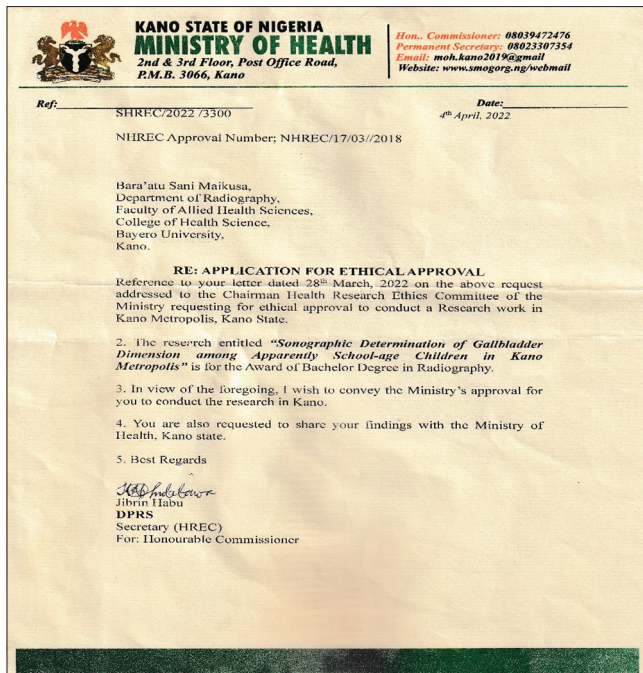 KANO STATE OF NIGERIA
MINISTRY OF HEALTH
2nd & 3rd Floor, Post Office Road,
P.M.B. 3066, Kano
Hon.. Commissioner: 08039472476
Permanent Secretary: 08023307354
Email: moh.kano2019@gmail
Website: www.smogorg.ng/webmail
Ref:
SHREC/2022 /3300
Date:
4th April, 2022
NHREC Approval Number; NHREC/17/03//2018
Bara'atu Sani Maikusa,
Department of Radiography,
Faculty of Allied Health Sciences,
College of Health Science,
Bayero University,
Kano.
RE: APPLICATION FOR ETHICAL APPROVAL
Reference to your letter dated 28th March, 2022 on the above request
addressed to the Chairman Health Research Ethics Committee of the
Ministry requesting for ethical approval to conduct a Research work in
Kano Metropolis, Kano State.
2. The research entitled "Sonographic Determination of Gallbladder
Dimension among Apparently School-age Children in Kano
Metropolis" is for the Award of Bachelor Degree in Radiography.
3. In view of the foregoing, I wish to convey the Ministry's approval for
you to conduct the research in Kano.
4. You are also requested to share your findings with the Ministry of
Health, Kano state.
5. Best Regards
Jibrin Habu
DPRS
Secretary (HREC)
For: Honourable Commissioner